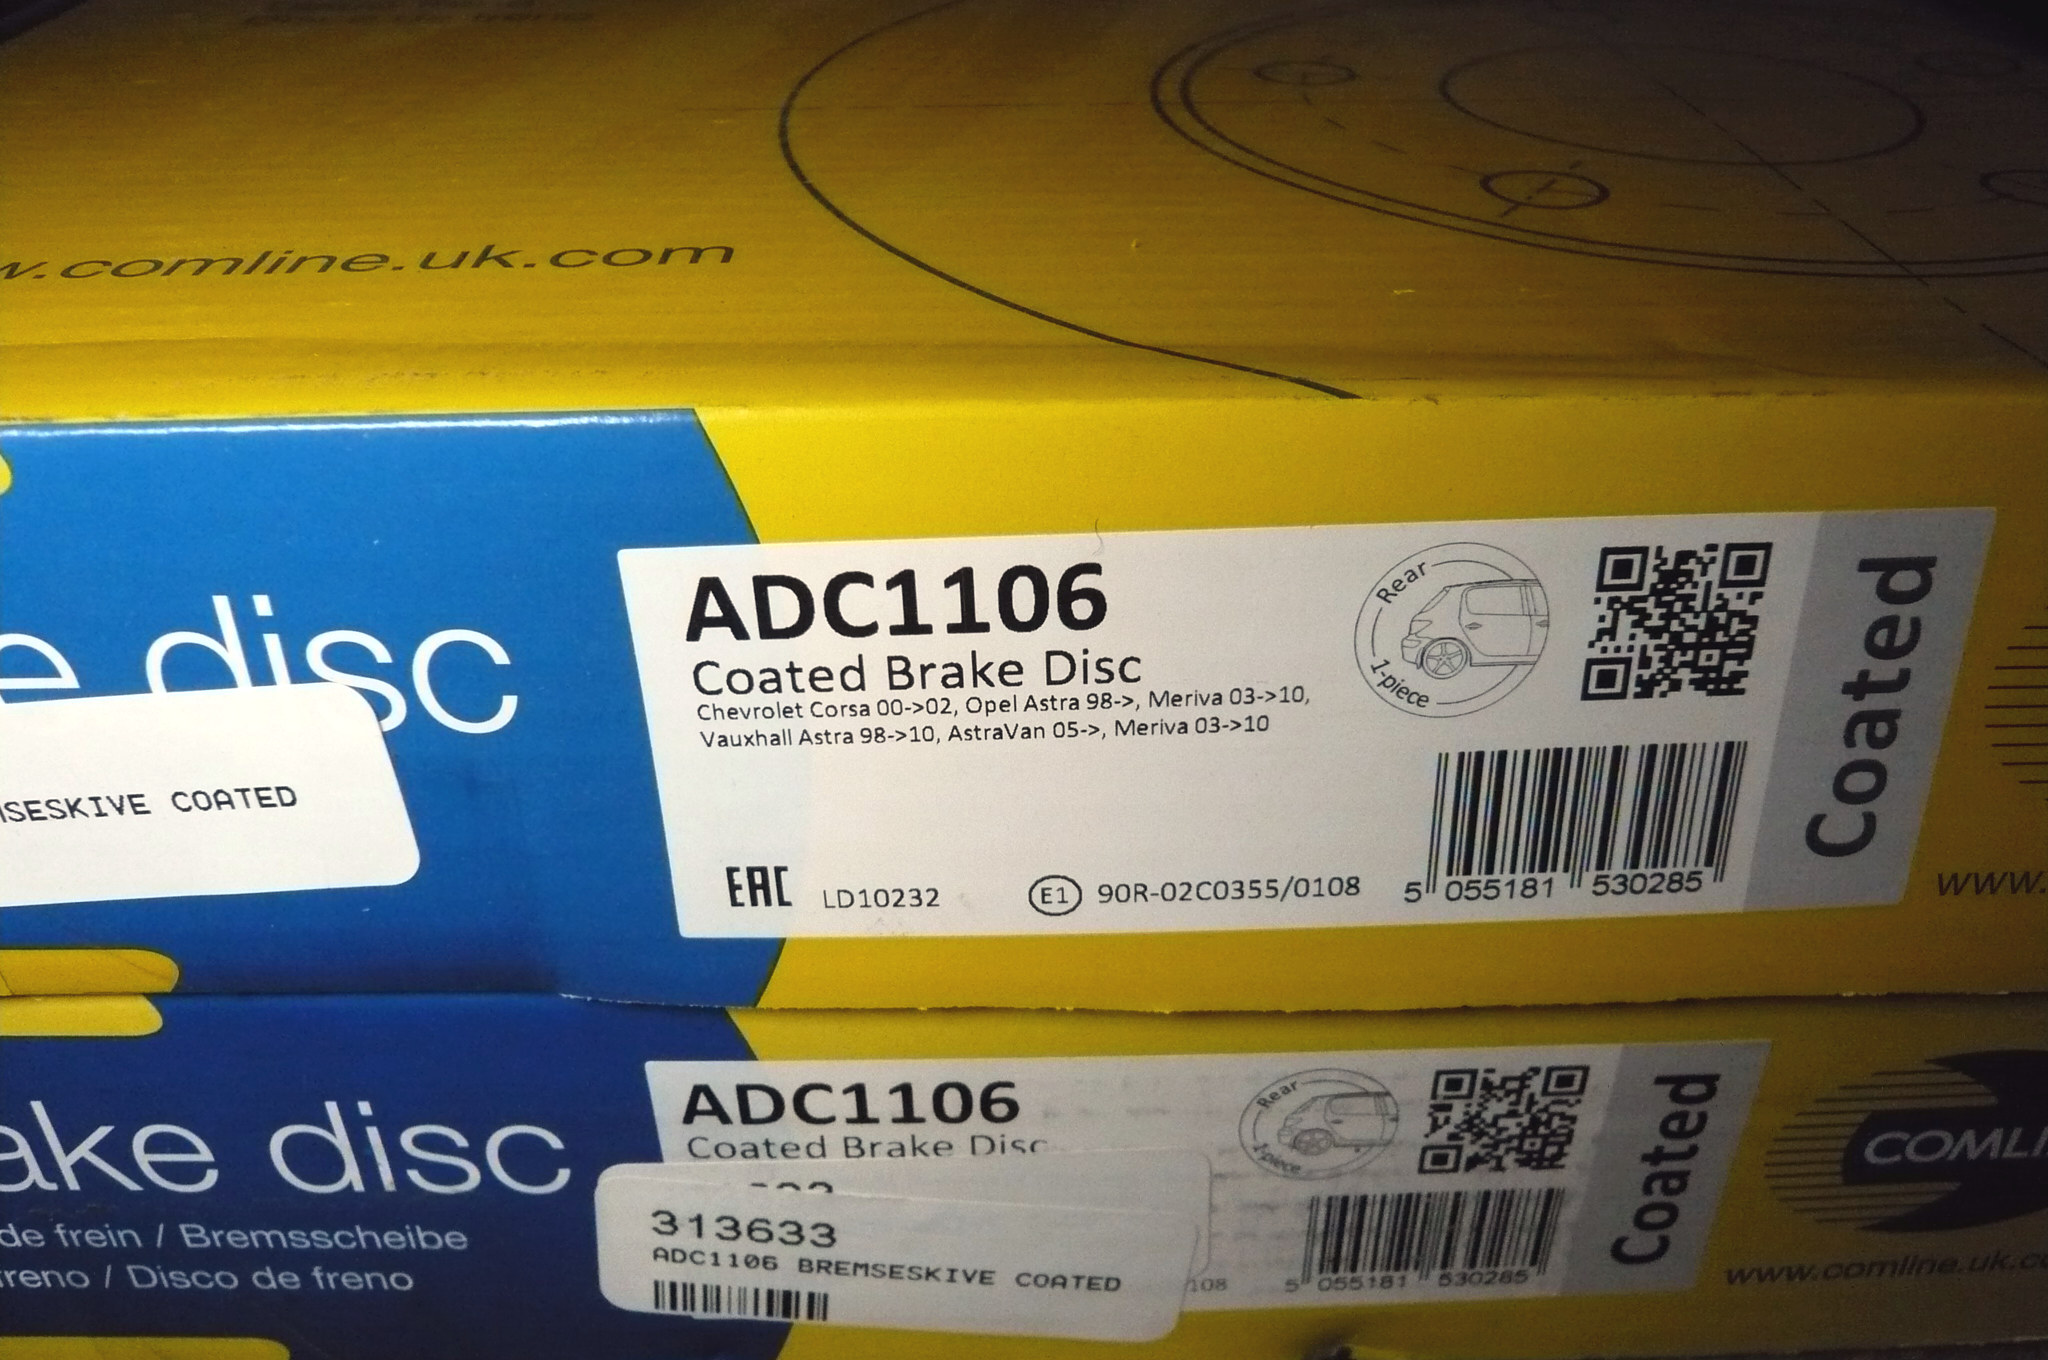 w.comline.uk.com
e disc
SESKIVE COATED
ADC1106
Coated Brake Disc
Chevrolet Corsa 00->02, Opel Astra 98->, Meriva 03->10,
Vauxhall Astra 98->10, AstraVan 05->, Meriva 03->10
EAC LD10232 E1 90R-02C0355/0108
Rear
1-piece
5 055181 530285
Coated
www.
ake disc
de frein / Bremsscheibe
reno / Disco de freno
ADC1106
Coated Brake Disc
313633
ADC1106 BREMSESKIVE COATED
108
Rear
1-piece
5 055181 530285
Coated
COMLI
www.comline.uk.co